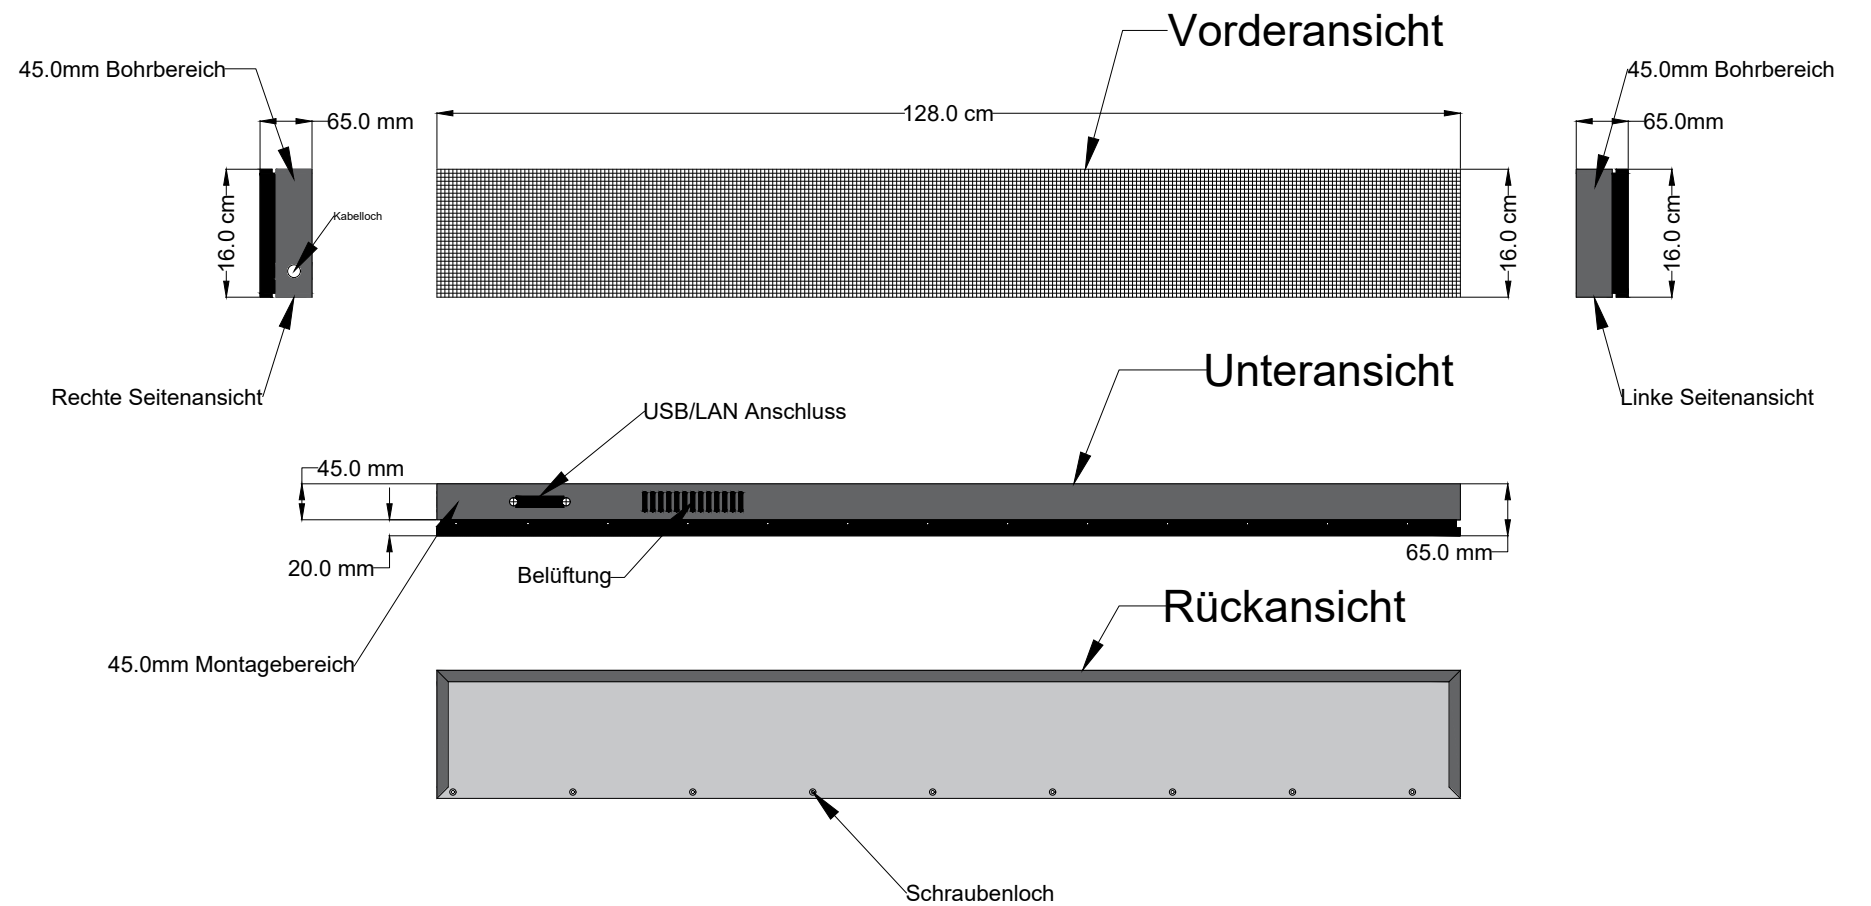 Vorderansicht
45.0mm Bohrbereich
45.0mm Bohrbereich
65.0 mm
128.0 cm
65.0mm
16.0 cm
Kabelloch
16.0 cm
16.0 cm
Rechte Seitenansicht
Unteransicht
Linke Seitenansicht
USB/LAN Anschluss
45.0 mm
65.0 mm
20.0 mm
Belüftung
Rückansicht
45.0mm Montagebereich
Schraubenloch